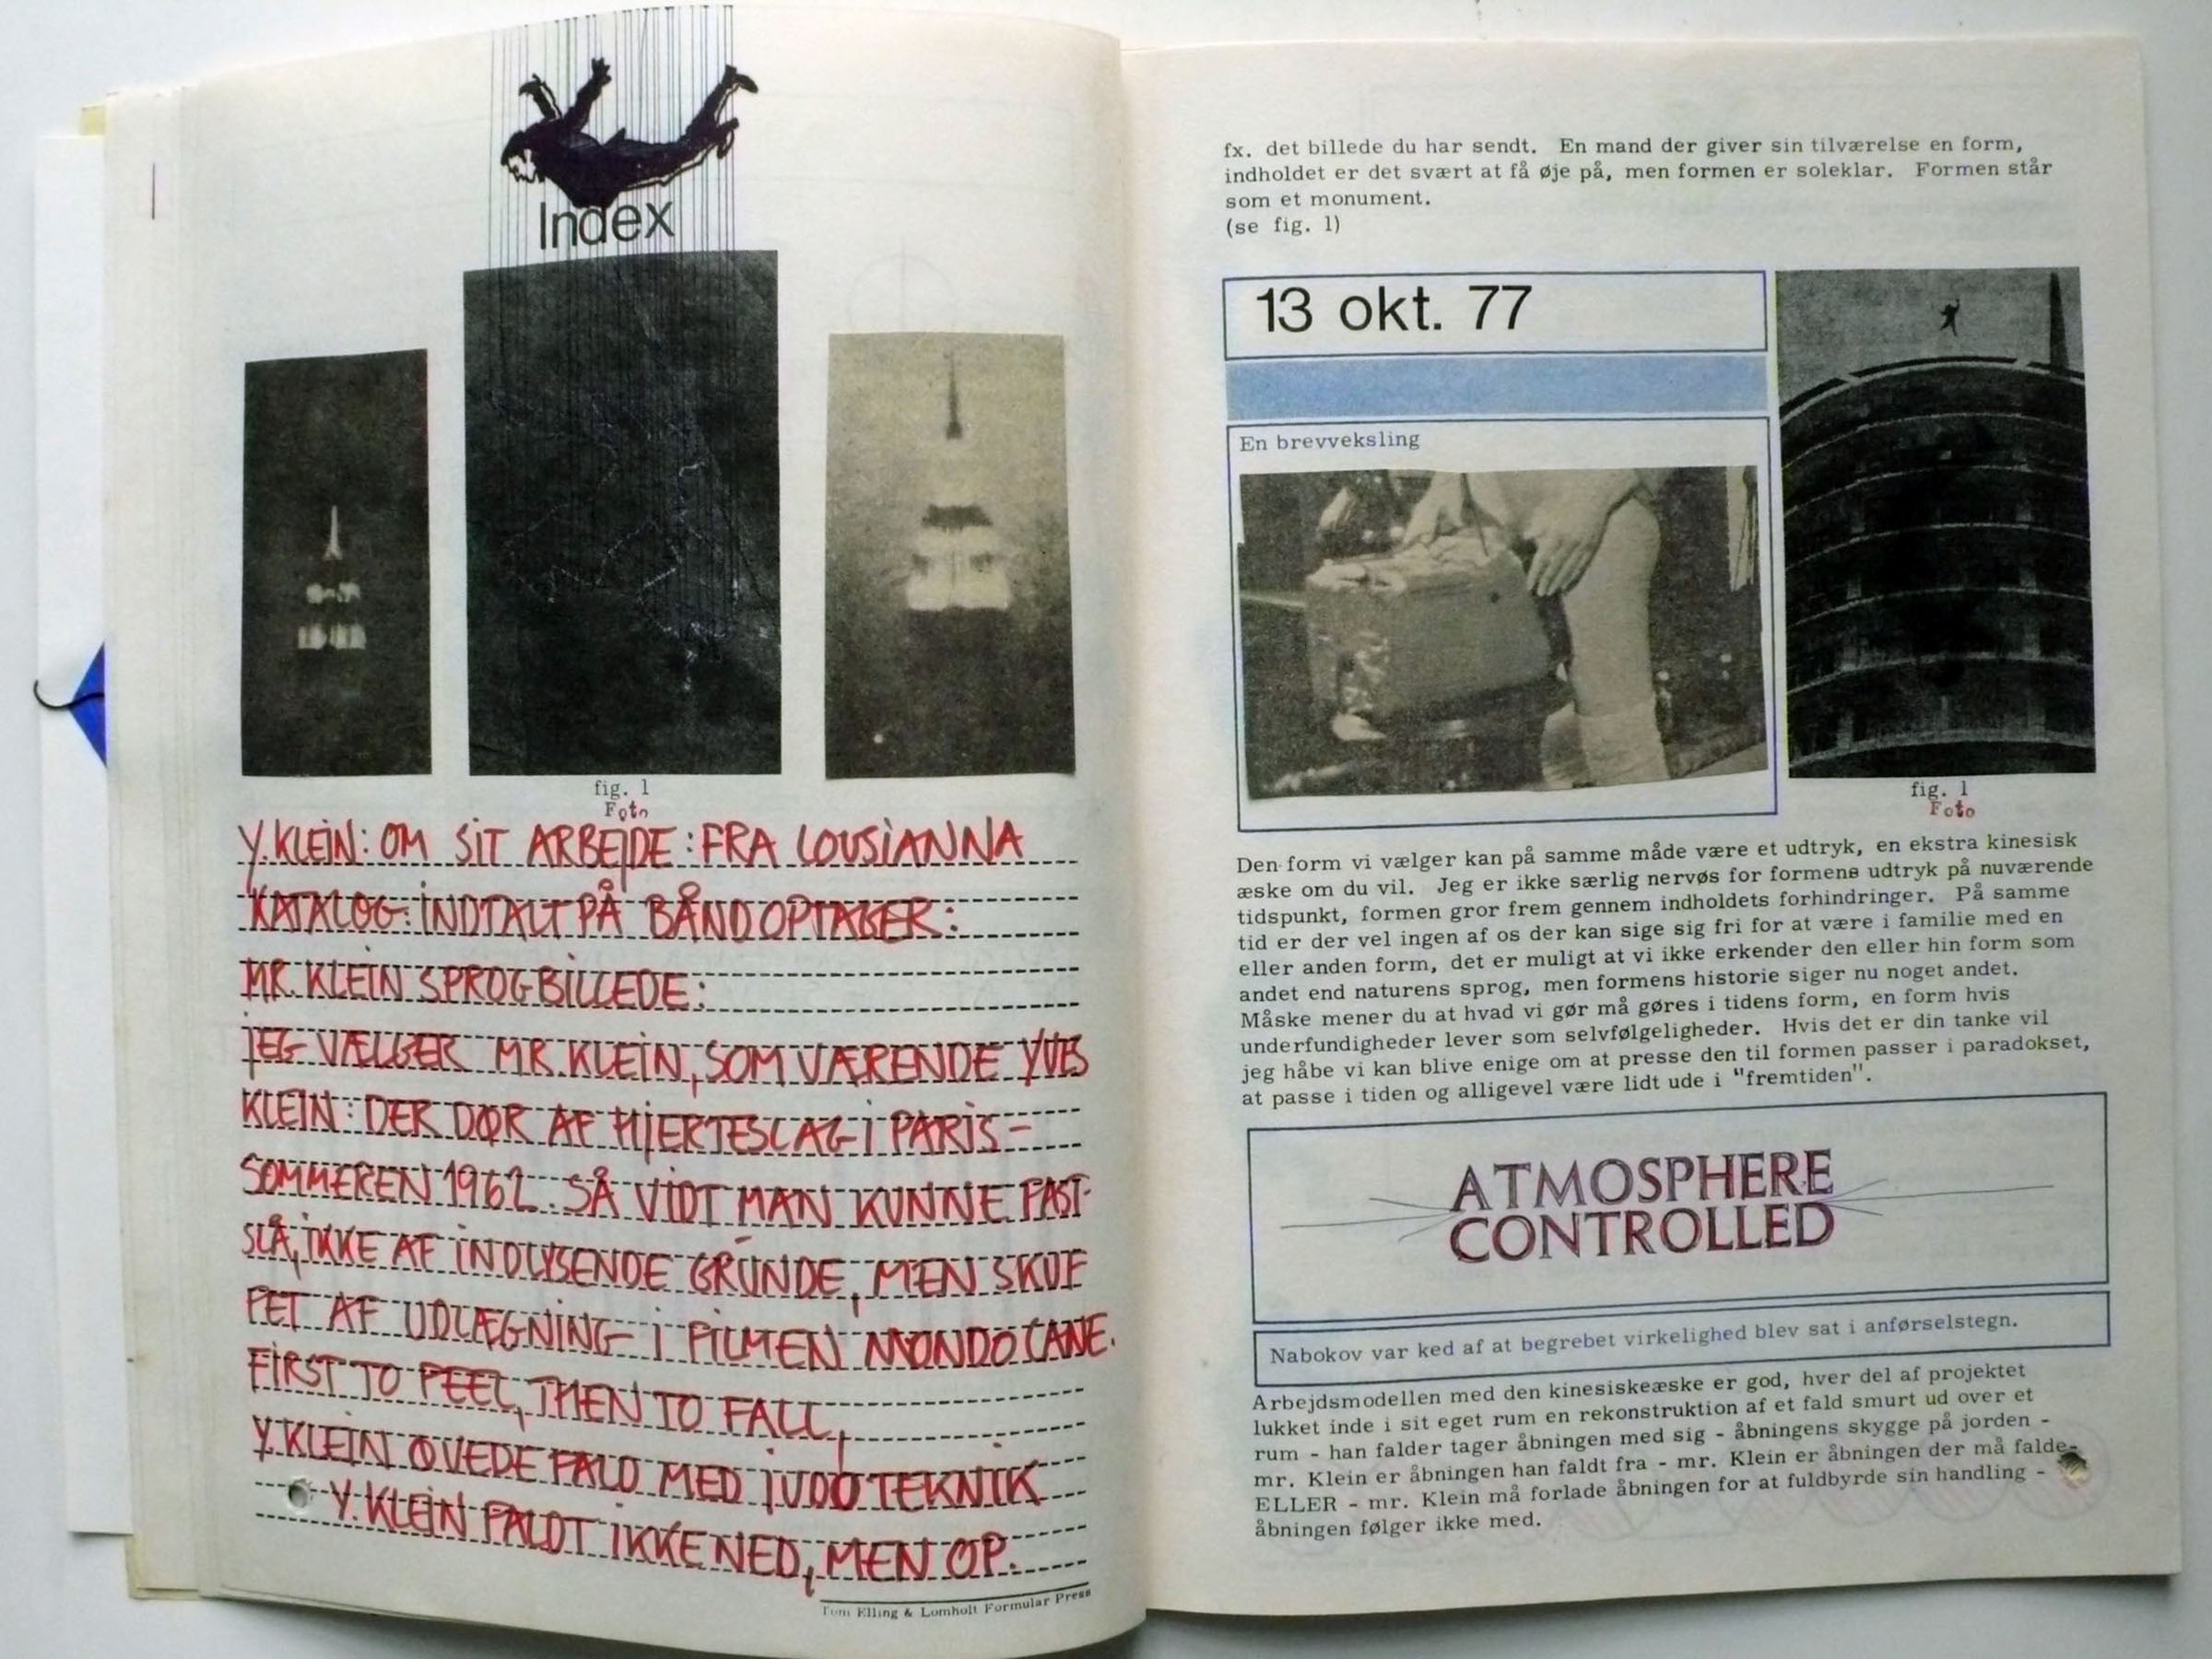 Index
fig. 1
Foto
Y. KLEIN: OM SIT ARBEJDE: FRA LOUSIANNA
KATALOG: INDTALT PÅ BÅNDOPTAGER:
MR. KLEIN SPROGBILLEDE:
JEG VÆLGER MR. KLEIN, SOM VÆRENDE YVES
KLEIN: DER DØR AF HJERTESLAG I PARIS -
SOMMEREN 1962. SÅ VIDT MAN KUNNE FAST-
SLÅ, IKKE AF INDLYSENDE GRUNDE, MEN SKUF
FET AF UDLÆGNING I FILMEN MONDO CANE.
FIRST TO FEEL, THEN TO FALL,
Y. KLEIN ØVEDE FALD MED JUDO TEKNIK
Y. KLEIN FALDT IKKE NED, MEN OP.
Tom Elling & Lomholt Formular Press
fx. det billede du har sendt. En mand der giver sin tilværelse en form,
indholdet er det svært at få øje på, men formen er soleklar. Formen står
som et monument.
(se fig. 1)
13 okt. 77
En brevveksling
fig. 1
Foto
Den form vi vælger kan på samme måde være et udtryk, en ekstra kinesisk
æske om du vil. Jeg er ikke særlig nervøs for formens udtryk på nuværende
tidspunkt, formen gror frem gennem indholdets forhindringer. På samme
tid er der vel ingen af os der kan sige sig fri for at være i familie med en
eller anden form, det er muligt at vi ikke erkender den eller hin form som
andet end naturens sprog, men formens historie siger nu noget andet.
Måske mener du at hvad vi gør må gøres i tidens form, en form hvis
underfundigheder lever som selvfølgeligheder. Hvis det er din tanke vil
jeg håbe vi kan blive enige om at presse den til formen passer i paradokset,
at passe i tiden og alligevel være lidt ude i "fremtiden".
ATMOSPHERE
CONTROLLED
Nabokov var ked af at begrebet virkelighed blev sat i anførselstegn.
Arbejdsmodellen med den kinesiskeæske er god, hver del af projektet
lukket inde i sit eget rum en rekonstruktion af et fald smurt ud over et
rum - han falder tager åbningen med sig - åbningens skygge på jorden -
mr. Klein er åbningen han faldt fra - mr. Klein er åbningen der må falde-
ELLER - mr. Klein må forlade åbningen for at fuldbyrde sin handling -
åbningen følger ikke med.